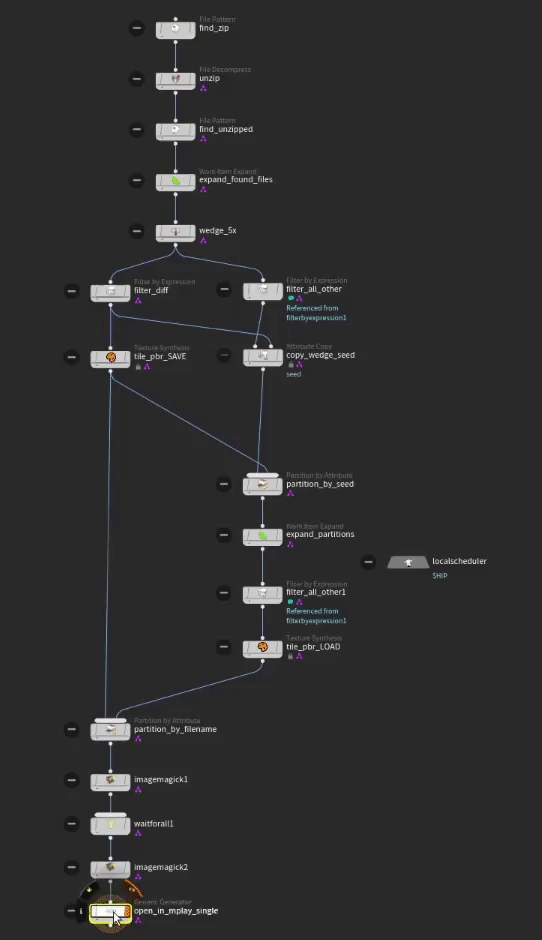 File Pattern
find_zip
File Decompress
unzip
File Pattern
find_unzipped
Work Item Expand
expand_found_files
wedge_5x
Filter by Expression
filter_diff
Filter by Expression
filter_all_other
Referenced from
filterbyexpression1
Texture Synthesis
tile_pbr_SAVE
Attribute Copy
copy_wedge_seed
seed
Partition by Attribute
partition_by_seed
Work Item Expand
expand_partitions
localscheduler
$HIP
Filter by Expression
filter_all_other1
Referenced from
filterbyexpression1
Texture Synthesis
tile_pbr_LOAD
Partition by Attribute
partition_by_filename
imagemagick1
waitforall1
imagemagick2
Generic Generator
open_in_mplay_single